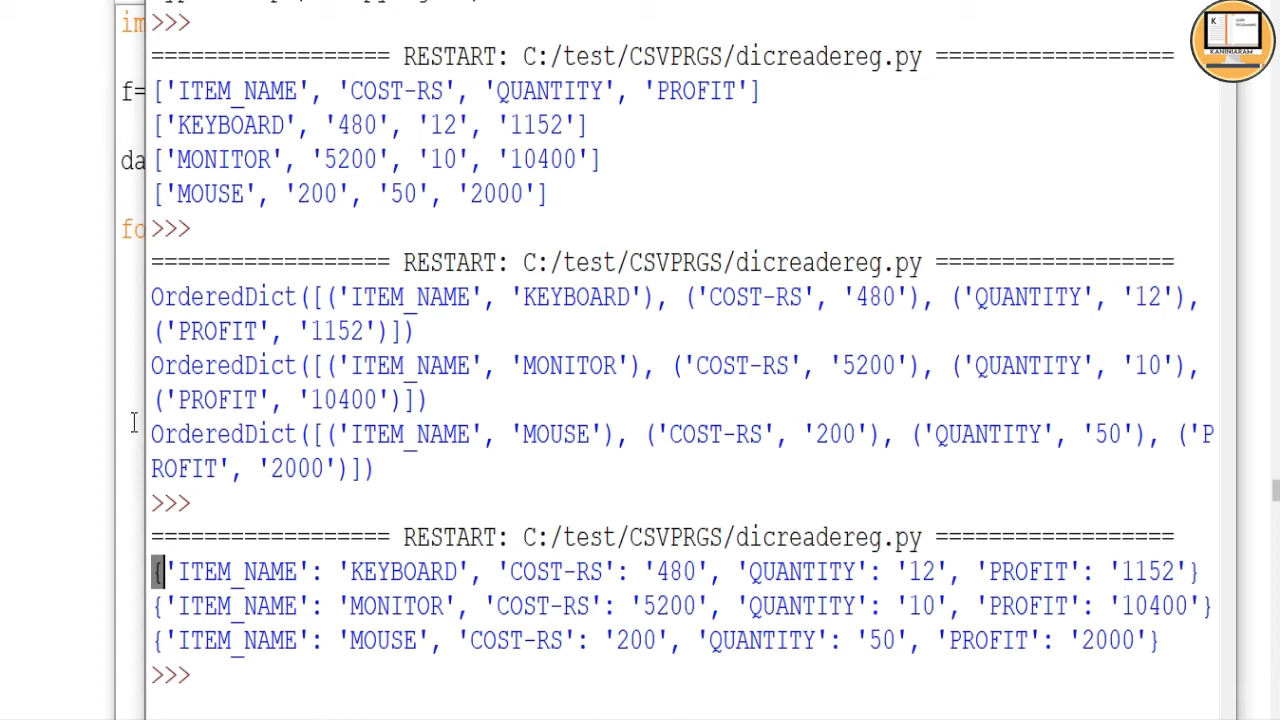 >>>
================== RESTART: C:/test/CSVPRGS/dicreadereg.py ==================
['ITEM_NAME', 'COST-RS', 'QUANTITY', 'PROFIT']
['KEYBOARD', '480', '12', '1152']
['MONITOR', '5200', '10', '10400']
['MOUSE', '200', '50', '2000']
>>>
================== RESTART: C:/test/CSVPRGS/dicreadereg.py ==================
OrderedDict([('ITEM_NAME', 'KEYBOARD'), ('COST-RS', '480'), ('QUANTITY', '12'),
('PROFIT', '1152')])
OrderedDict([('ITEM_NAME', 'MONITOR'), ('COST-RS', '5200'), ('QUANTITY', '10'),
('PROFIT', '10400')])
OrderedDict([('ITEM_NAME', 'MOUSE'), ('COST-RS', '200'), ('QUANTITY', '50'), ('P
ROFIT', '2000')])
>>>
================== RESTART: C:/test/CSVPRGS/dicreadereg.py ==================
{'ITEM_NAME': 'KEYBOARD', 'COST-RS': '480', 'QUANTITY': '12', 'PROFIT': '1152'}
{'ITEM_NAME': 'MONITOR', 'COST-RS': '5200', 'QUANTITY': '10', 'PROFIT': '10400'}
{'ITEM_NAME': 'MOUSE', 'COST-RS': '200', 'QUANTITY': '50', 'PROFIT': '2000'}
>>>
im
f=
da
fo
KANINIARAM